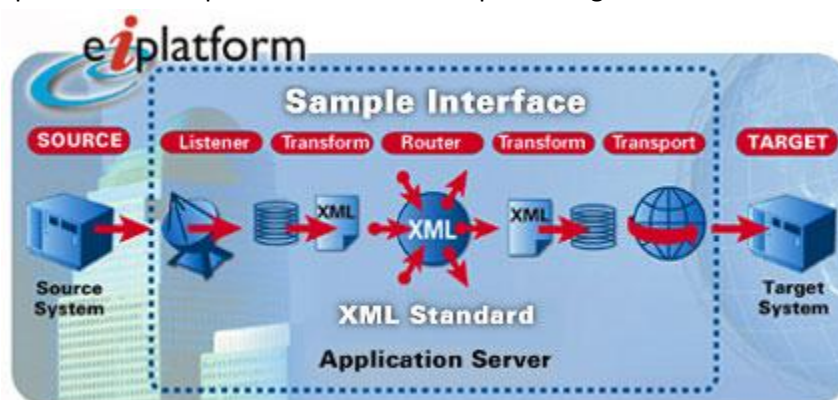 eiplatform
Sample Interface
SOURCE Listener Transform Router Transform Transport TARGET
XML XML XML
Source System
Target System
XML Standard
Application Server